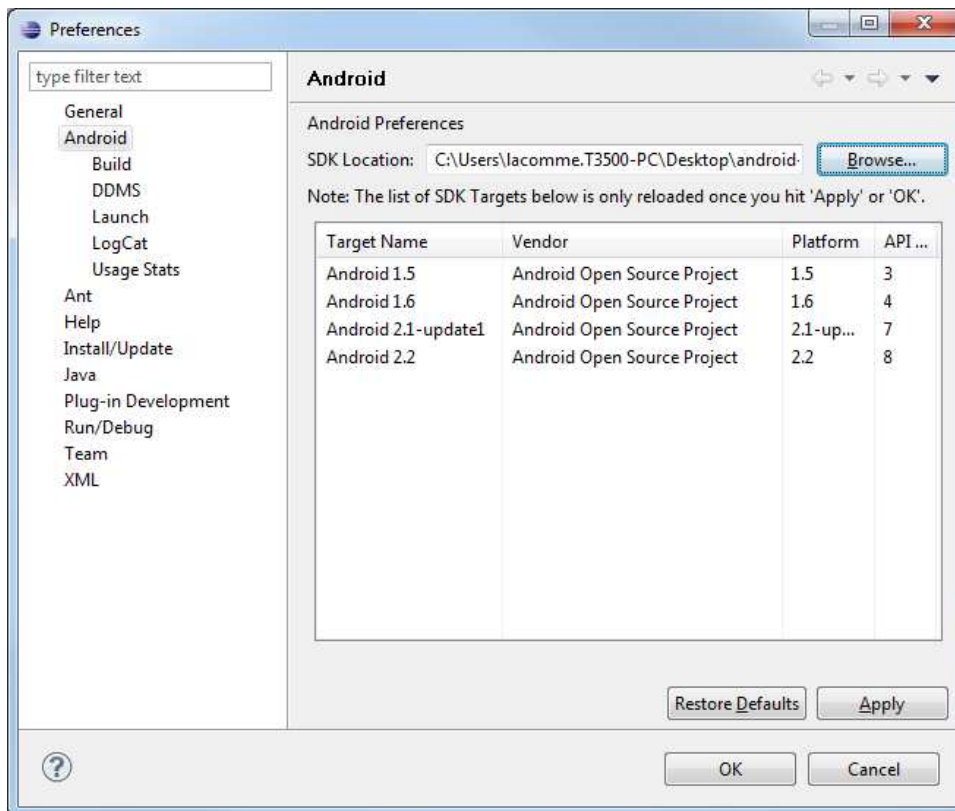 Preferences
type filter text
General
Android
Build
DDMS
Launch
LogCat
Usage Stats
Ant
Help
Install/Update
Java
Plug-in Development
Run/Debug
Team
XML
Android
Android Preferences
SDK Location: C:\Users\lacomme.T3500-PC\Desktop\android- Browse...
Note: The list of SDK Targets below is only reloaded once you hit 'Apply' or 'OK'.
Target Name Vendor Platform API ...
Android 1.5 Android Open Source Project 1.5 3
Android 1.6 Android Open Source Project 1.6 4
Android 2.1-update1 Android Open Source Project 2.1-up... 7
Android 2.2 Android Open Source Project 2.2 8
Restore Defaults Apply
? OK Cancel